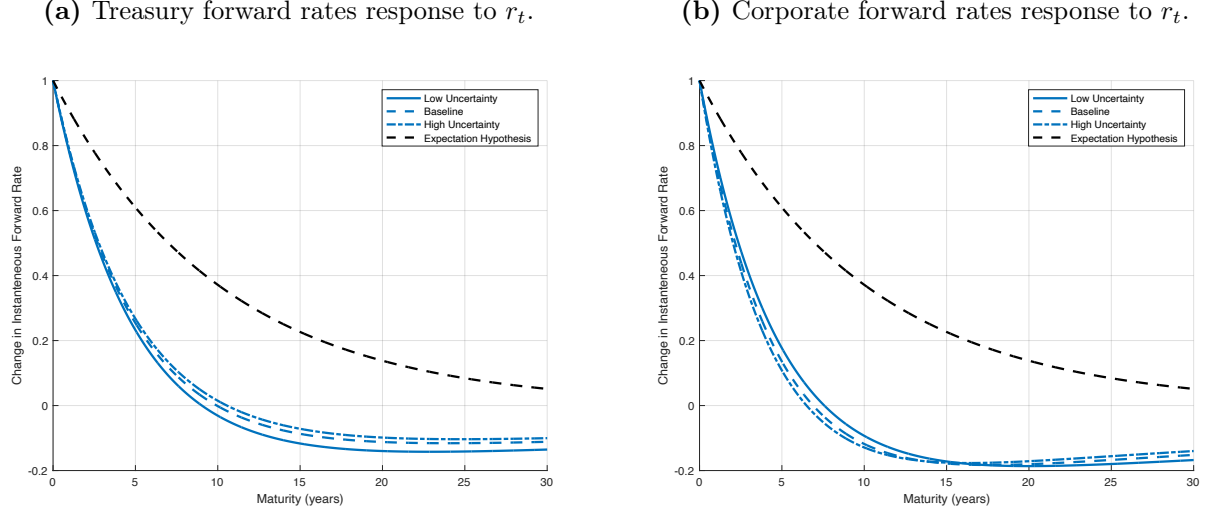 (a) Treasury forward rates response to r_t.
(b) Corporate forward rates response to r_t.
Change in Instantaneous Forward Rate
1
0.8
0.6
0.4
0.2
0
-0.2
Low Uncertainty
Baseline
High Uncertainty
Expectation Hypothesis
0 5 10 15 20 25 30
Maturity (years)
Change in Instantaneous Forward Rate
1
0.8
0.6
0.4
0.2
0
-0.2
Low Uncertainty
Baseline
High Uncertainty
Expectation Hypothesis
0 5 10 15 20 25 30
Maturity (years)